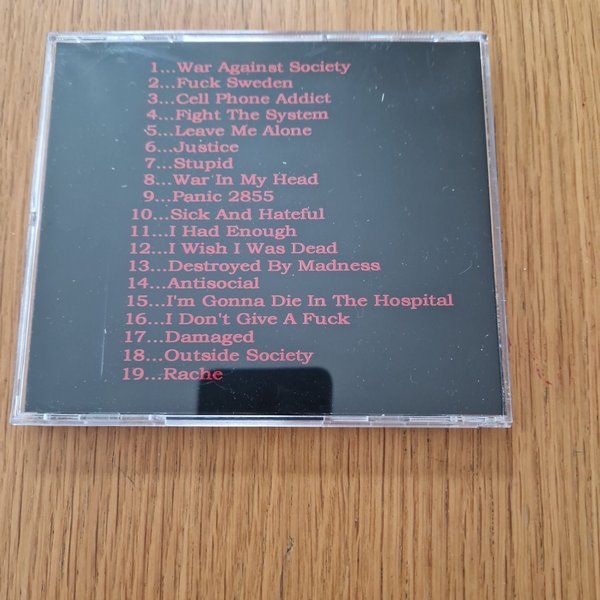 1...War Against Society
2...Fuck Sweden
3...Cell Phone Addict
4...Fight The System
5...Leave Me Alone
6...Justice
7...Stupid
8...War In My Head
9...Panic 2855
10...Sick And Hateful
11...I Had Enough
12...I Wish I Was Dead
13...Destroyed By Madness
14...Antisocial
15...I'm Gonna Die In The Hospital
16...I Don't Give A Fuck
17...Damaged
18...Outside Society
19...Rache